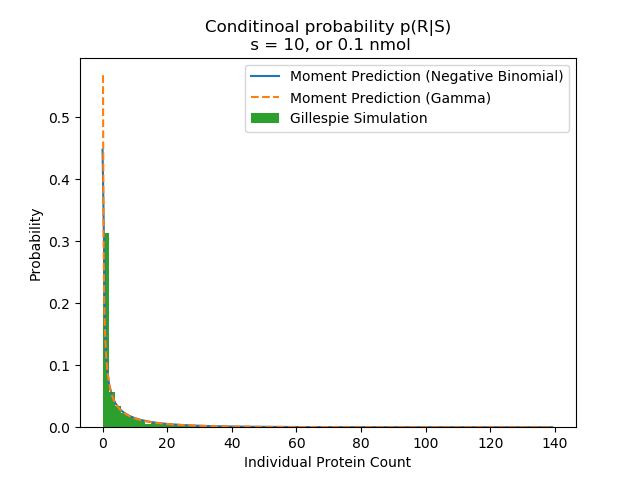 Conditinoal probability p(R|S)
s = 10, or 0.1 nmol
Moment Prediction (Negative Binomial)
Moment Prediction (Gamma)
Gillespie Simulation
Probability
0.5
0.4
0.3
0.2
0.1
0.0
0 20 40 60 80 100 120 140
Individual Protein Count